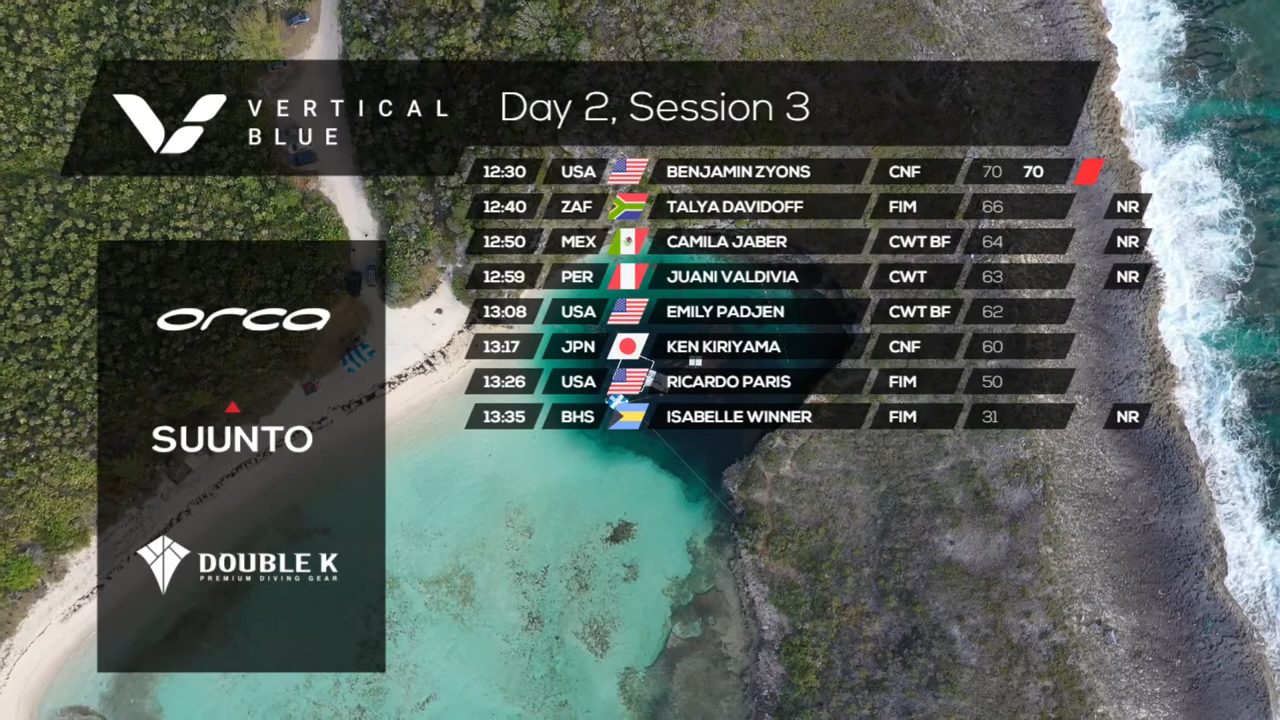 VERTICAL
BLUE
Day 2, Session 3
12:30 USA BENJAMIN ZYONS CNF 70 70
12:40 ZAF TALYA DAVIDOFF FIM 66 NR
12:50 MEX CAMILA JABER CWT BF 64 NR
12:59 PER JUANI VALDIVIA CWT 63 NR
13:08 USA EMILY PADJEN CWT BF 62
13:17 JPN KEN KIRIYAMA CNF 60
13:26 USA RICARDO PARIS FIM 50
13:35 BHS ISABELLE WINNER FIM 31 NR
orca
SUUNTO
DOUBLE K
PREMIUM DIVING GEAR